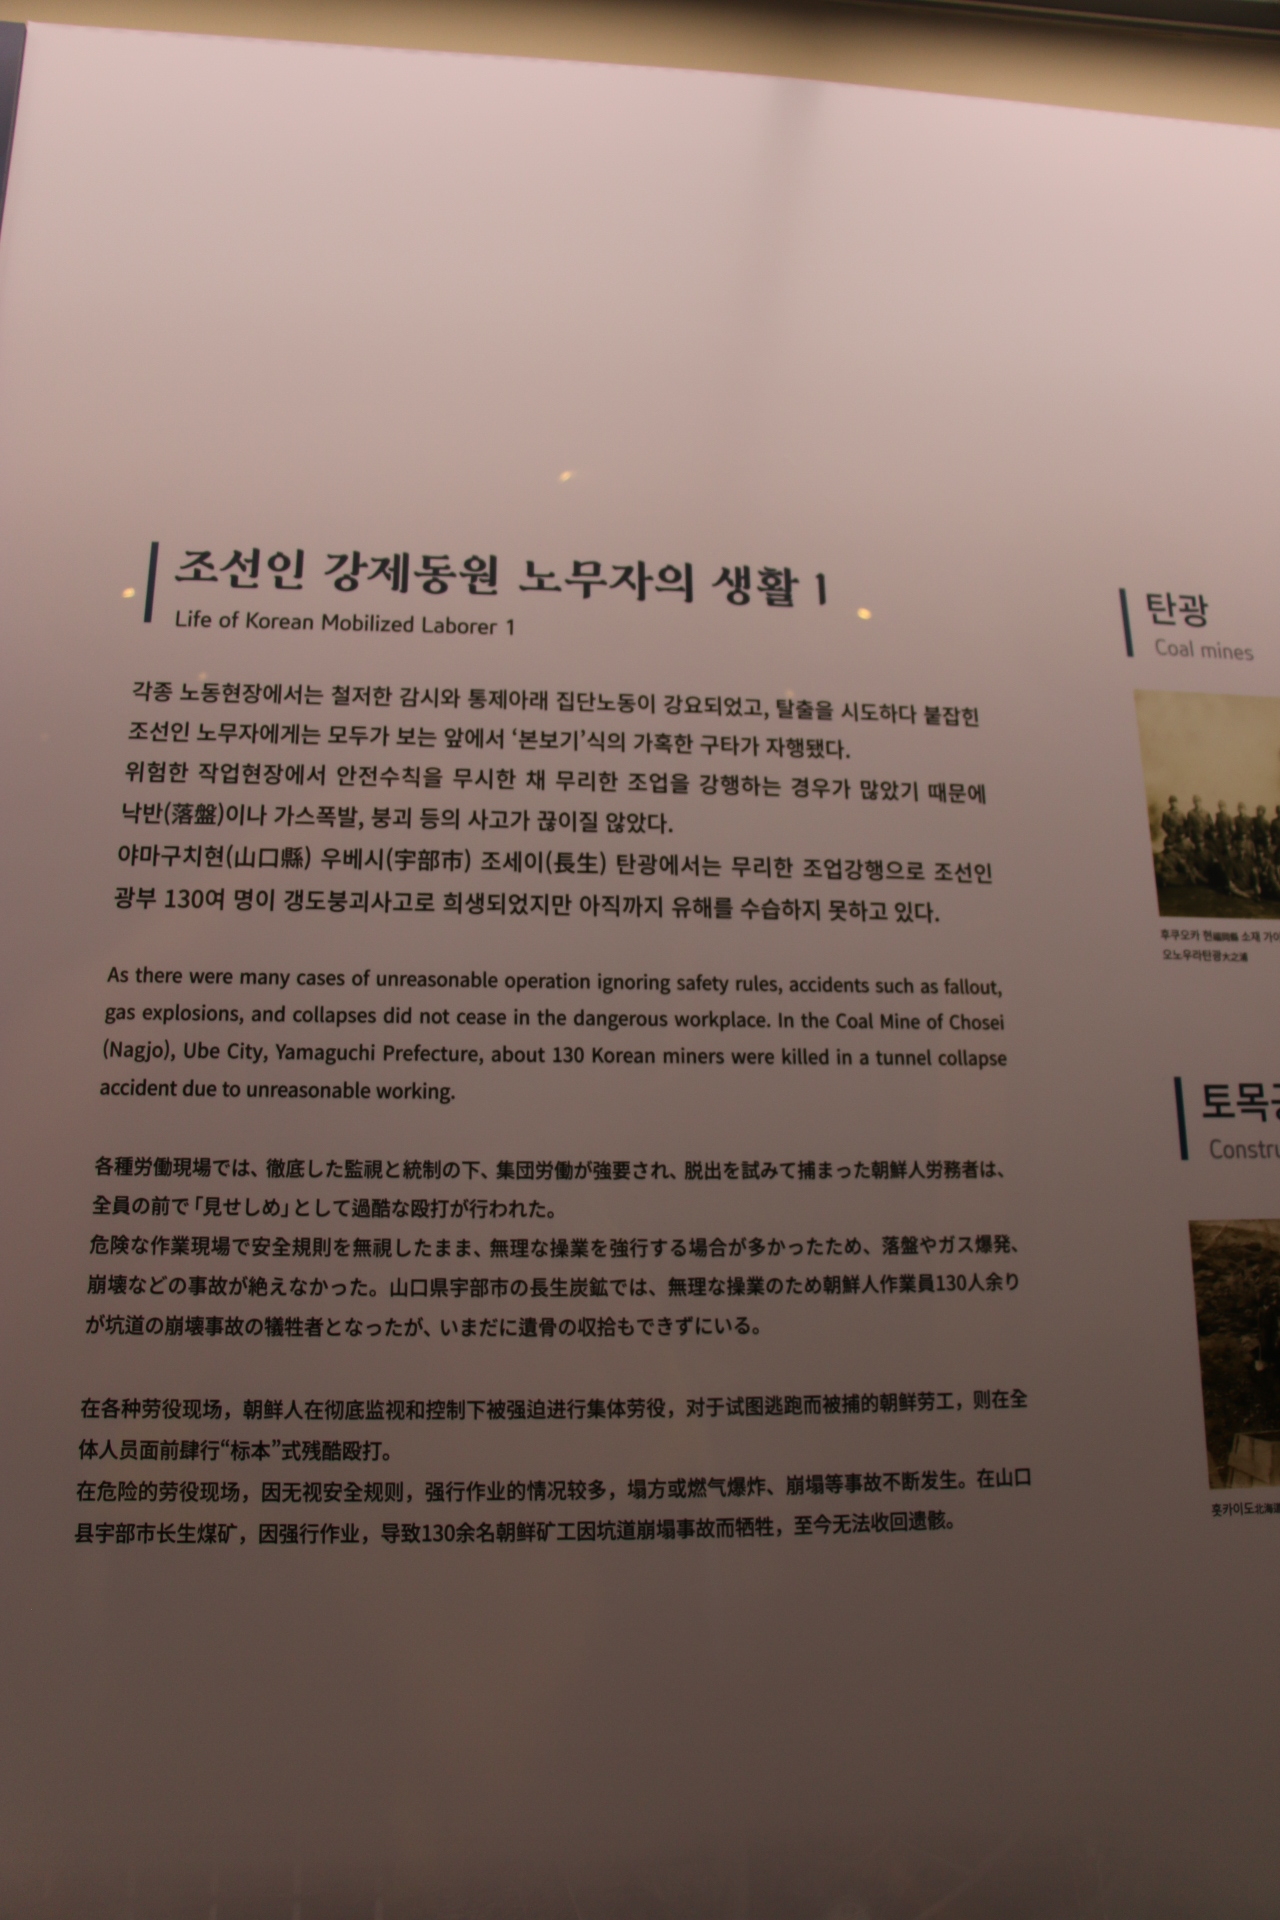 조선인 강제동원 노무자의 생활 1
Life of Korean Mobilized Laborer 1
각종 노동현장에서는 철저한 감시와 통제아래 집단노동이 강요되었고, 탈출을 시도하다 붙잡힌
조선인 노무자에게는 모두가 보는 앞에서 ‘본보기’식의 가혹한 구타가 자행됐다.
위험한 작업현장에서 안전수칙을 무시한 채 무리한 조업을 강행하는 경우가 많았기 때문에
낙반(落盤)이나 가스폭발, 붕괴 등의 사고가 끊이질 않았다.
야마구치현(山口縣) 우베시(宇部市) 조세이(長生) 탄광에서는 무리한 조업강행으로 조선인
광부 130여 명이 갱도붕괴사고로 희생되었지만 아직까지 유해를 수습하지 못하고 있다.
As there were many cases of unreasonable operation ignoring safety rules, accidents such as fallout,
gas explosions, and collapses did not cease in the dangerous workplace. In the Coal Mine of Chosei
(Nagjo), Ube City, Yamaguchi Prefecture, about 130 Korean miners were killed in a tunnel collapse
accident due to unreasonable working.
各種労働現場では、徹底した監視と統制の下、集団労働が強要され、脱出を試みて捕まった朝鮮人労務者は、
全員の前で「見せしめ」として過酷な殴打が行われた。
危険な作業現場で安全規則を無視したまま、無理な操業を強行する場合が多かったため、落盤やガス爆発、
崩壊などの事故が絶えなかった。山口県宇部市の長生炭鉱では、無理な操業のため朝鮮人作業員130人余り
が坑道の崩壊事故の犠牲者となったが、いまだに遺骨の収拾もできずにいる。
在各种劳役现场，朝鲜人在彻底监视和控制下被强迫进行集体劳役，对于试图逃跑而被捕的朝鲜劳工，则在全
体人员面前肆行“标本”式残酷殴打。
在危险的劳役现场，因无视安全规则，强行作业的情况较多，塌方或燃气爆炸、崩塌等事故不断发生。在山口
县宇部市长生煤矿，因强行作业，导致130余名朝鲜矿工因坑道崩塌事故而牺牲，至今无法收回遗骸。
탄광
Coal mines
후쿠오카 현福岡縣 소재 가이
오노우라탄광大之浦
토목
Constru
홋카이도北海道